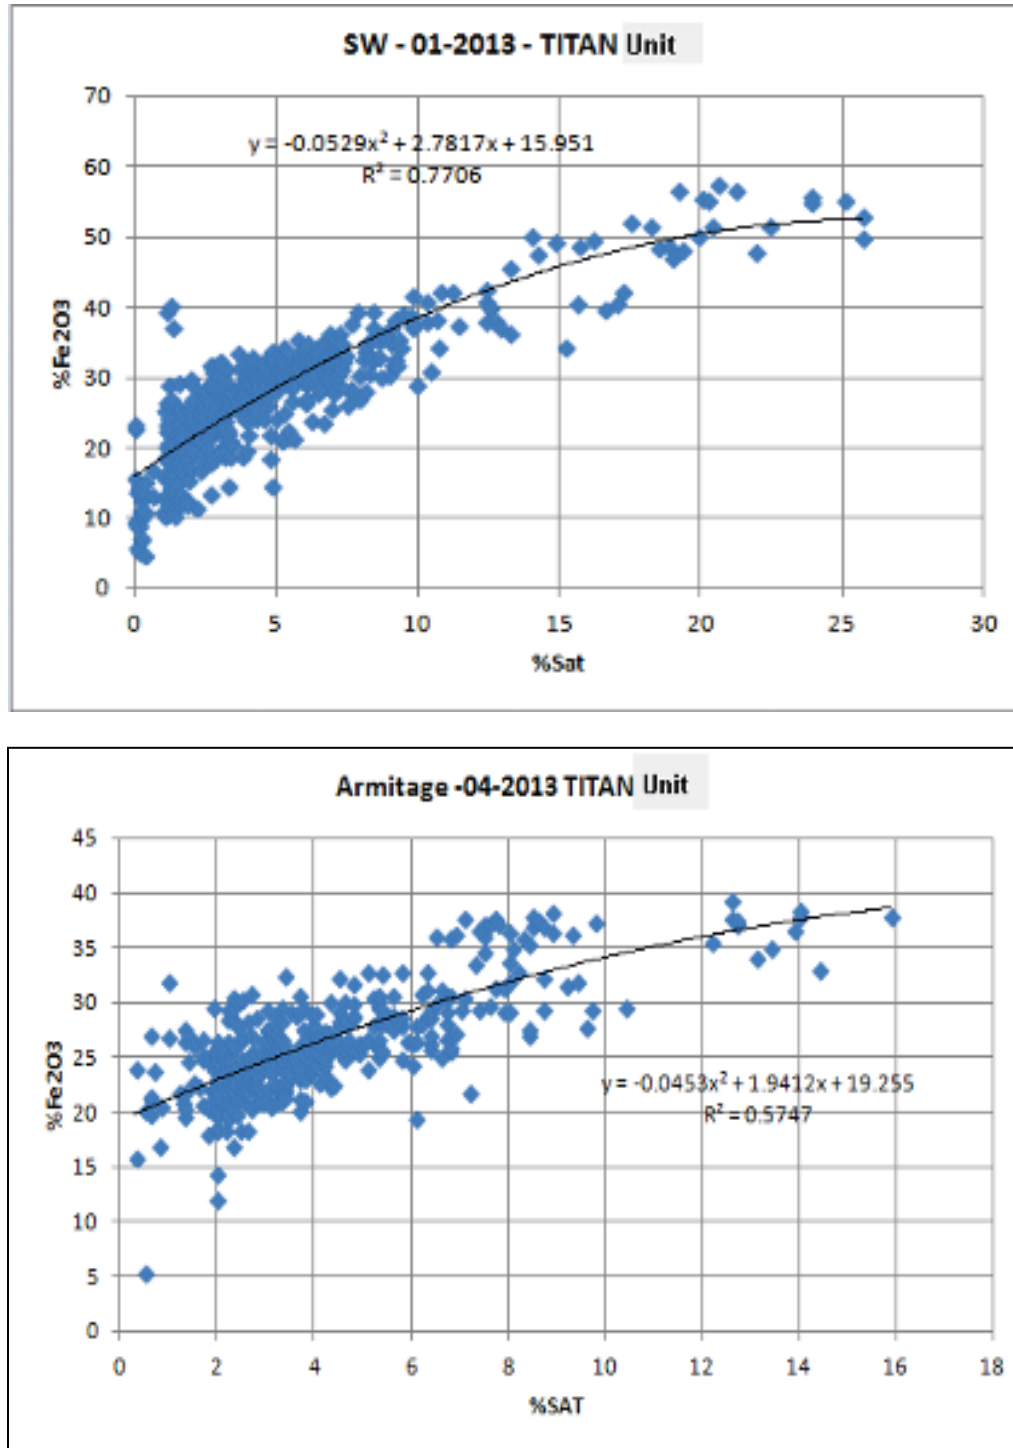 SW - 01-2013 - TITAN Unit
70
y = -0.0529x² + 2.7817x + 15.951
60
R² = 0.7706
50
40
%Fe2O3
30
20
10
0
0 5 10 15 20 25 30
%Sat
Armitage -04-2013 TITAN Unit
45
40
35
30
25
y = -0.0453x² + 1.9412x + 19.255
%Fe2O3
20
R² = 0.5747
15
10
5
0
0 2 4 6 8 10 12 14 16 18
%SAT